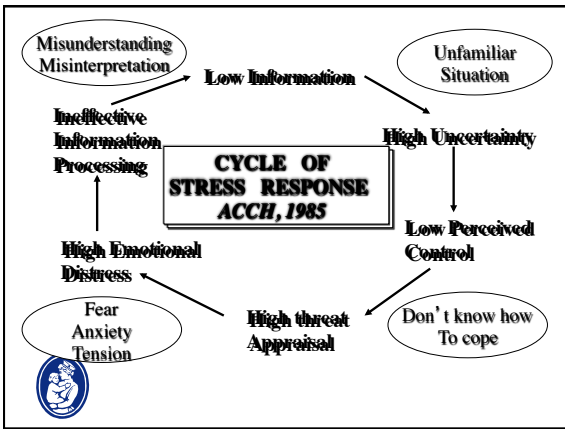 Misunderstanding
Misinterpretation
Low Information
Unfamiliar
Situation
High Uncertainty
Low Perceived
Control
Don’t know how
To cope
High threat
Appraisal
Fear
Anxiety
Tension
High Emotional
Distress
Ineffective
Information
Processing
CYCLE OF
STRESS RESPONSE
ACCH, 1985